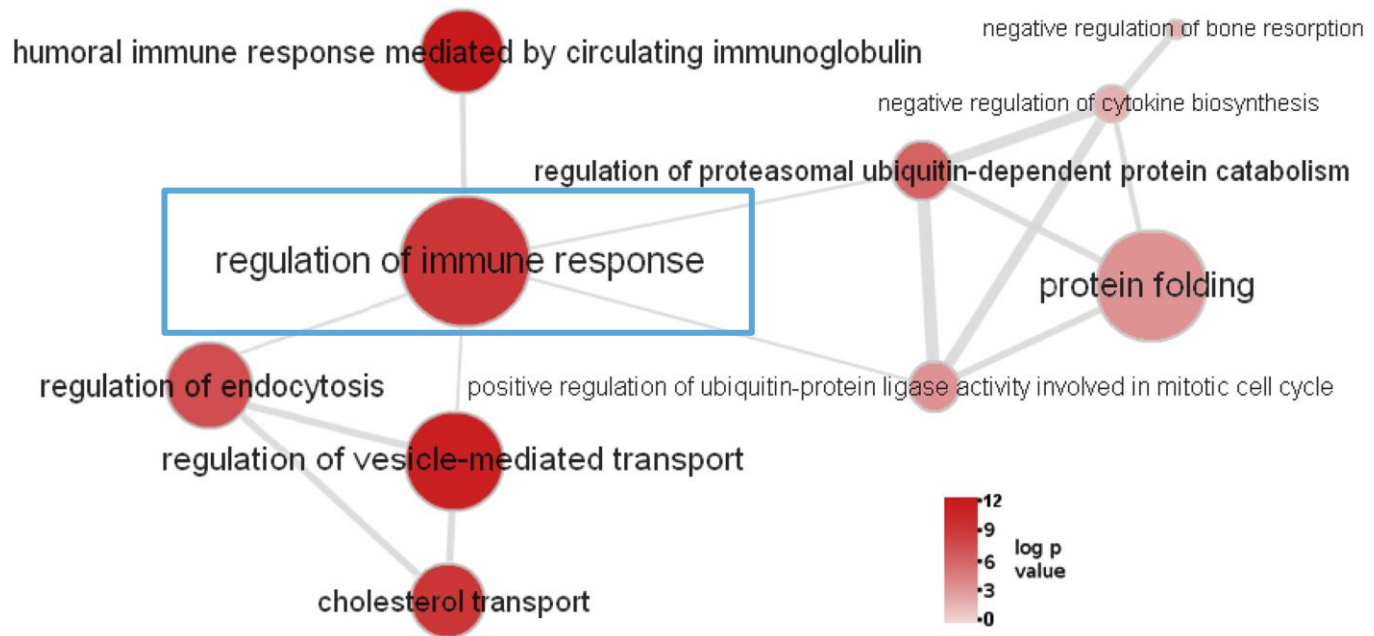 negative regulation of bone resorption
humoral immune response mediated by circulating immunoglobulin
negative regulation of cytokine biosynthesis
regulation of proteasomal ubiquitin-dependent protein catabolism
regulation of immune response
protein folding
regulation of endocytosis
positive regulation of ubiquitin-protein ligase activity involved in mitotic cell cycle
regulation of vesicle-mediated transport
cholesterol transport
12
9
6
3
0
log p
value